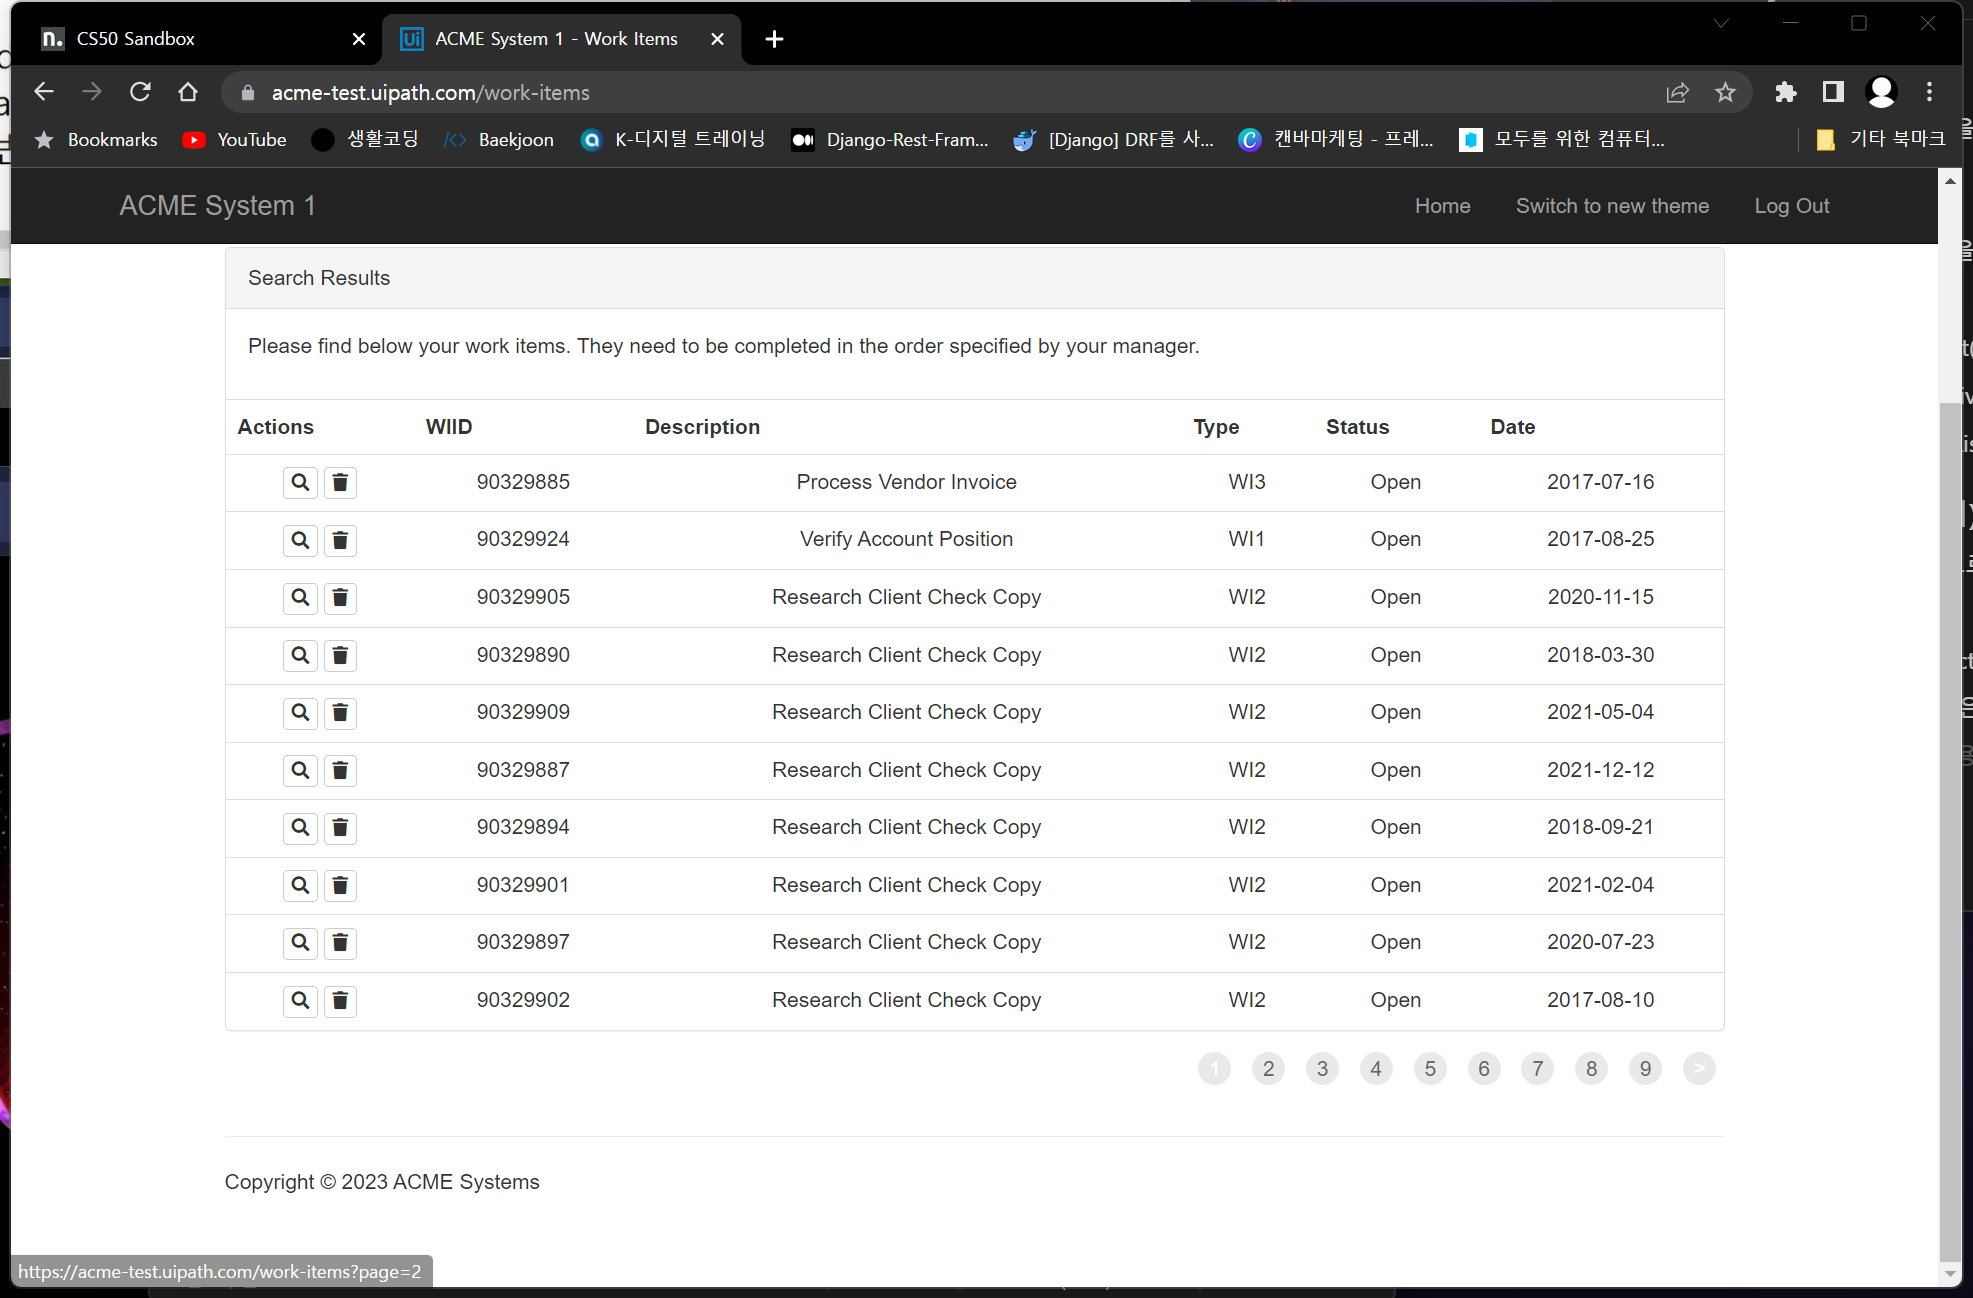 CS50 Sandbox
ACME System 1 - Work Items
acme-test.uipath.com/work-items
Bookmarks YouTube 생활코딩 Baekjoon K-디지털 트레이닝 Django-Rest-Fram... [Django] DRF를 사... 캔바마케팅 - 프레... 모두를 위한 컴퓨터... 기타 북마크
ACME System 1 Home Switch to new theme Log Out
Search Results
Please find below your work items. They need to be completed in the order specified by your manager.
Actions WIID Description Type Status Date
90329885 Process Vendor Invoice WI3 Open 2017-07-16
90329924 Verify Account Position WI1 Open 2017-08-25
90329905 Research Client Check Copy WI2 Open 2020-11-15
90329890 Research Client Check Copy WI2 Open 2018-03-30
90329909 Research Client Check Copy WI2 Open 2021-05-04
90329887 Research Client Check Copy WI2 Open 2021-12-12
90329894 Research Client Check Copy WI2 Open 2018-09-21
90329901 Research Client Check Copy WI2 Open 2021-02-04
90329897 Research Client Check Copy WI2 Open 2020-07-23
90329902 Research Client Check Copy WI2 Open 2017-08-10
1 2 3 4 5 6 7 8 9 >
Copyright © 2023 ACME Systems
https://acme-test.uipath.com/work-items?page=2